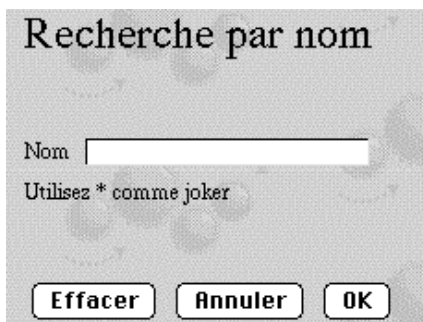 Recherche par nom
Nom
Utilisez * comme joker
Effacer Annuler OK